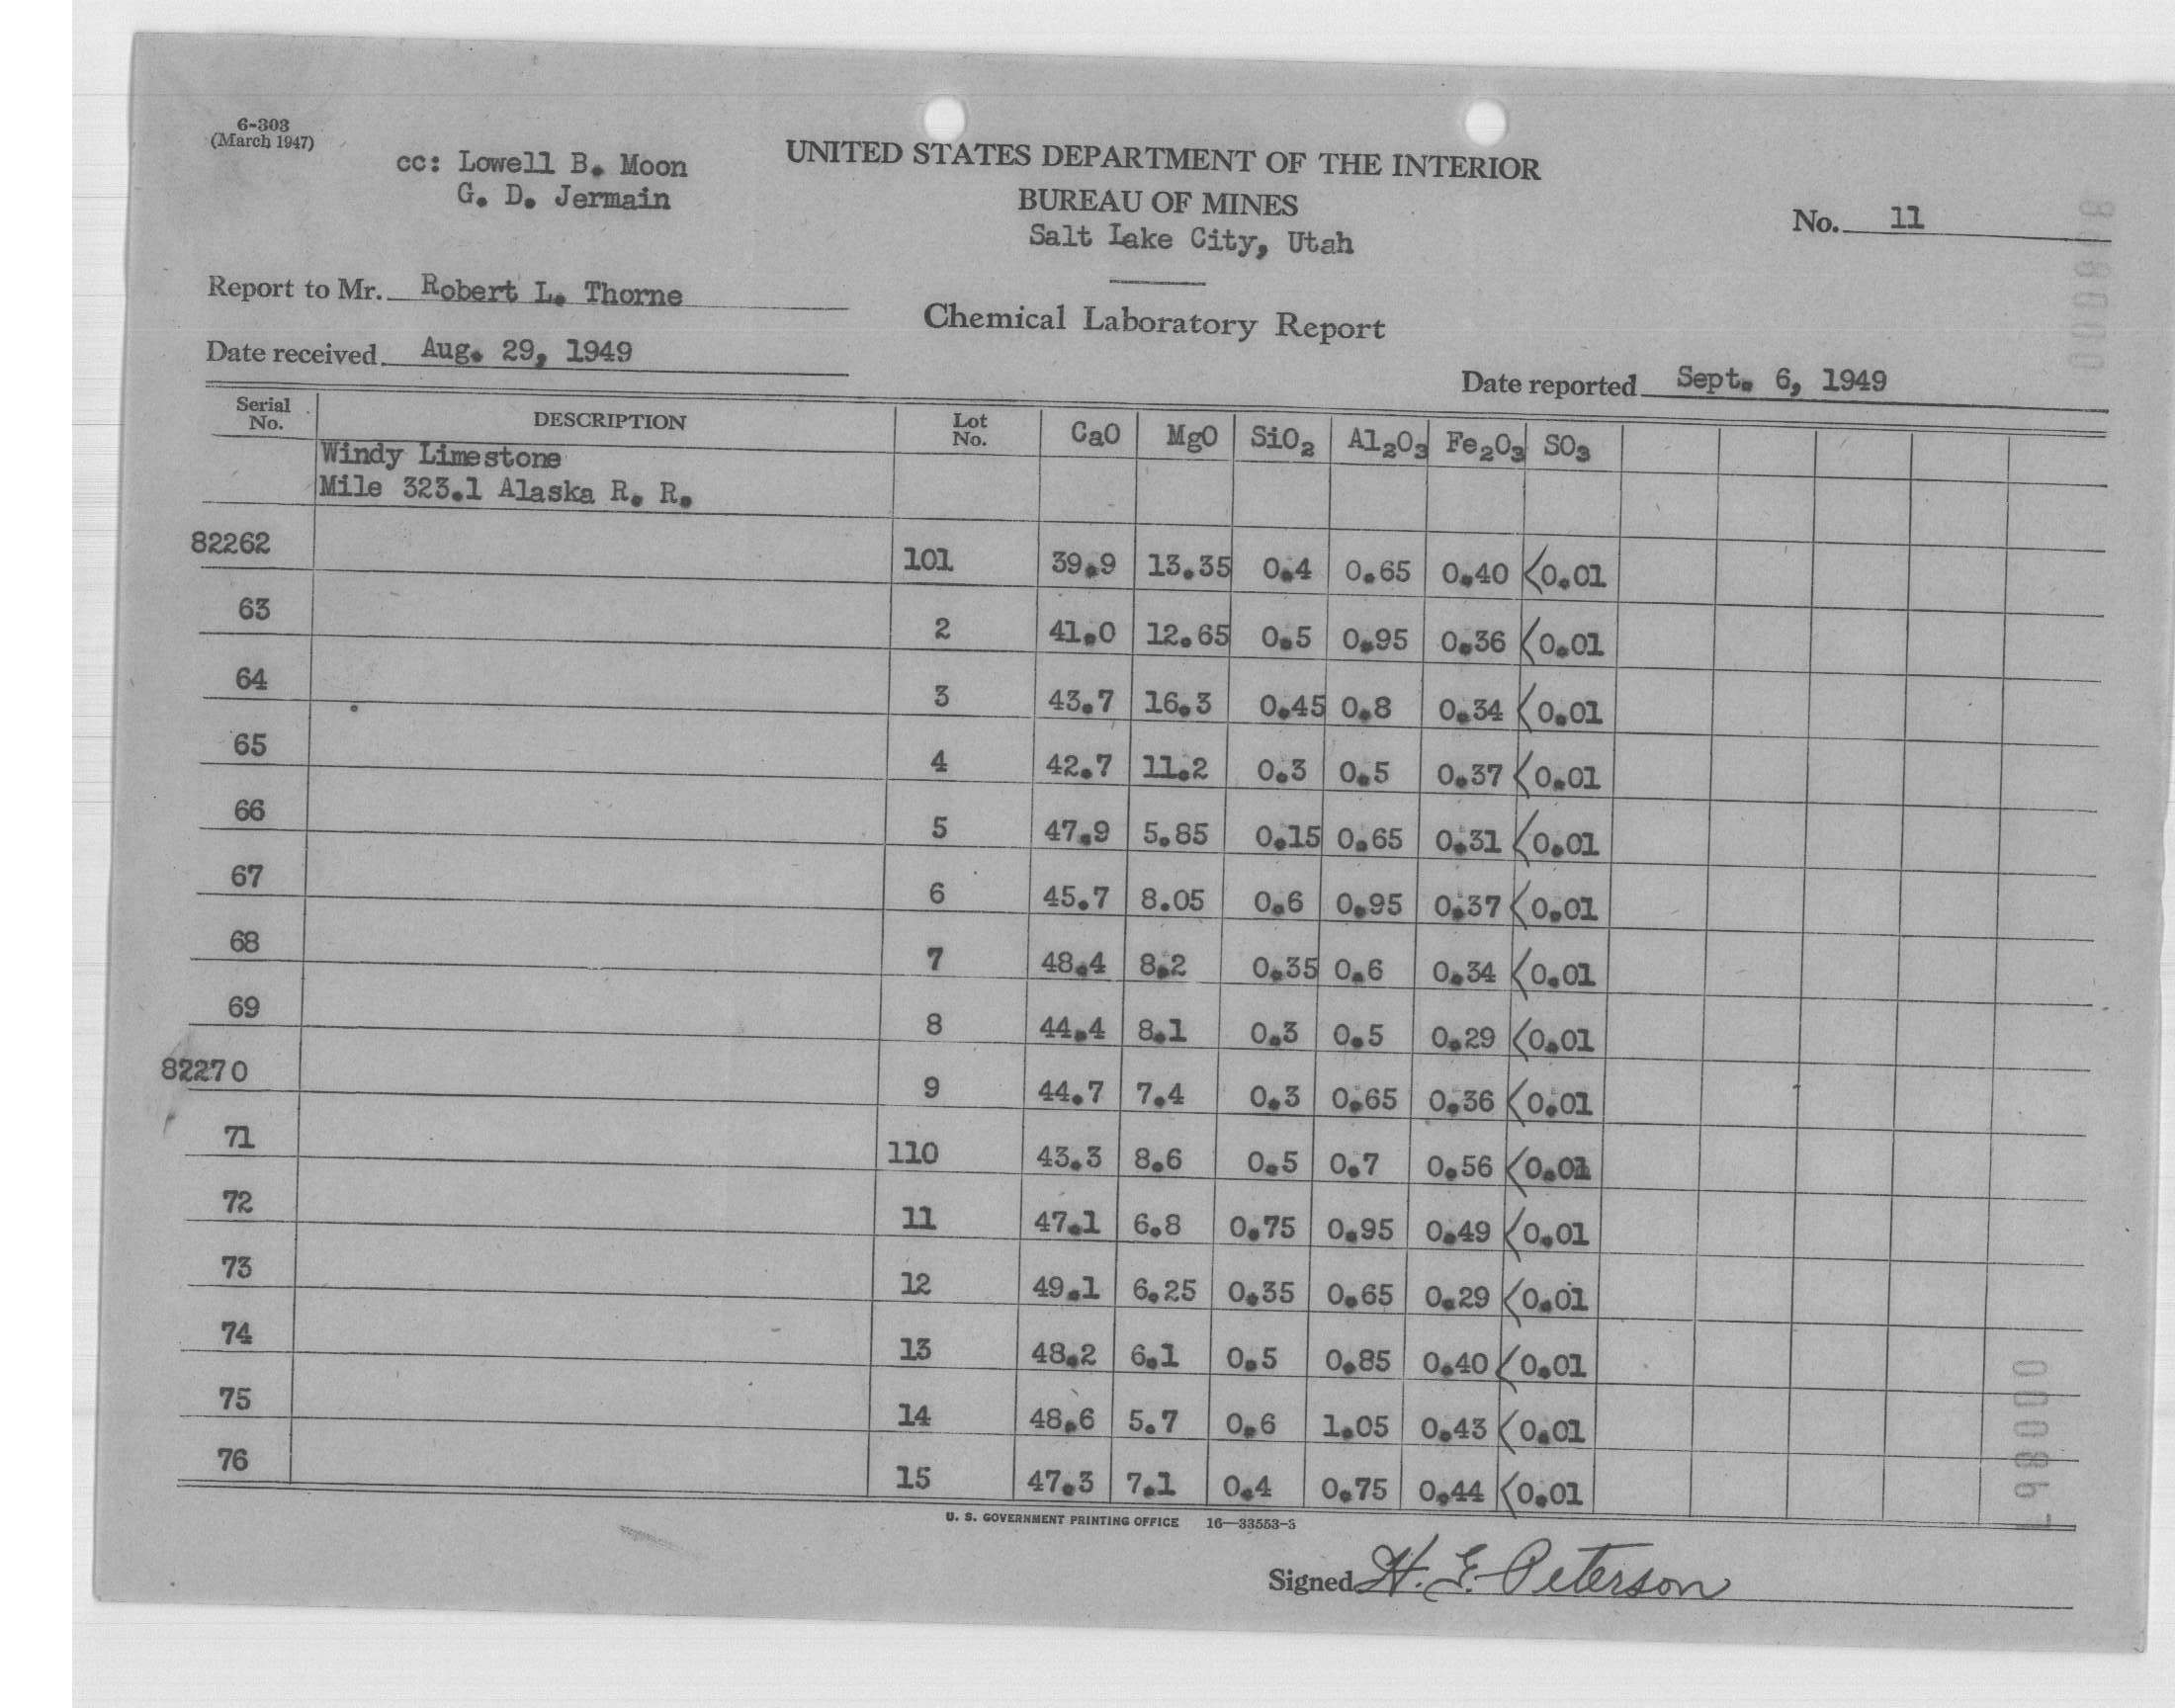 6-303
(March 1947)
cc: Lowell B. Moon
G. D. Jermain
UNITED STATES DEPARTMENT OF THE INTERIOR
BUREAU OF MINES
Salt Lake City, Utah
No. 11
Report to Mr. Robert L. Thorne
Chemical Laboratory Report
Date received Aug. 29, 1949
Date reported Sept. 6, 1949
Serial No. DESCRIPTION Lot No. CaO MgO SiO2 Al2O3 Fe2O3 SO3
Windy Limestone
Mile 323.1 Alaska R. R.
82262 101 39.9 13.35 0.4 0.65 0.40 <0.01
63 2 41.0 12.65 0.5 0.95 0.36 <0.01
64 3 43.7 16.3 0.45 0.8 0.34 <0.01
65 4 42.7 11.2 0.3 0.5 0.37 <0.01
66 5 47.9 5.85 0.15 0.65 0.31 <0.01
67 6 45.7 8.05 0.6 0.95 0.37 <0.01
68 7 48.4 8.2 0.35 0.6 0.34 <0.01
69 8 44.4 8.1 0.3 0.5 0.29 <0.01
82270 9 44.7 7.4 0.3 0.65 0.36 <0.01
71 110 43.3 8.6 0.5 0.7 0.56 <0.01
72 11 47.1 6.8 0.75 0.95 0.49 <0.01
73 12 49.1 6.25 0.35 0.65 0.29 <0.01
74 13 48.2 6.1 0.5 0.85 0.40 <0.01
75 14 48.6 5.7 0.6 1.05 0.43 <0.01
76 15 47.3 7.1 0.4 0.75 0.44 <0.01
U. S. GOVERNMENT PRINTING OFFICE 16—33553-3
Signed H. E. Peterson